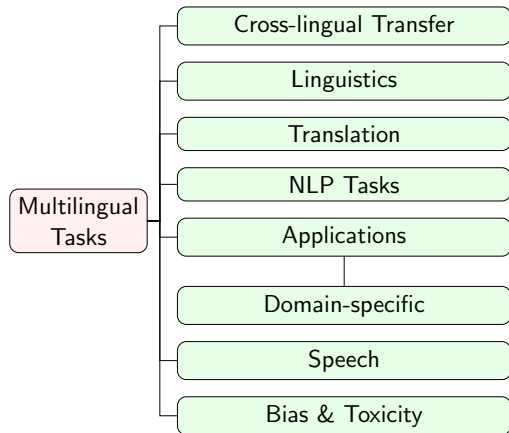 Cross-lingual Transfer
Linguistics
Translation
NLP Tasks
Multilingual
Tasks
Applications
Domain-specific
Speech
Bias & Toxicity